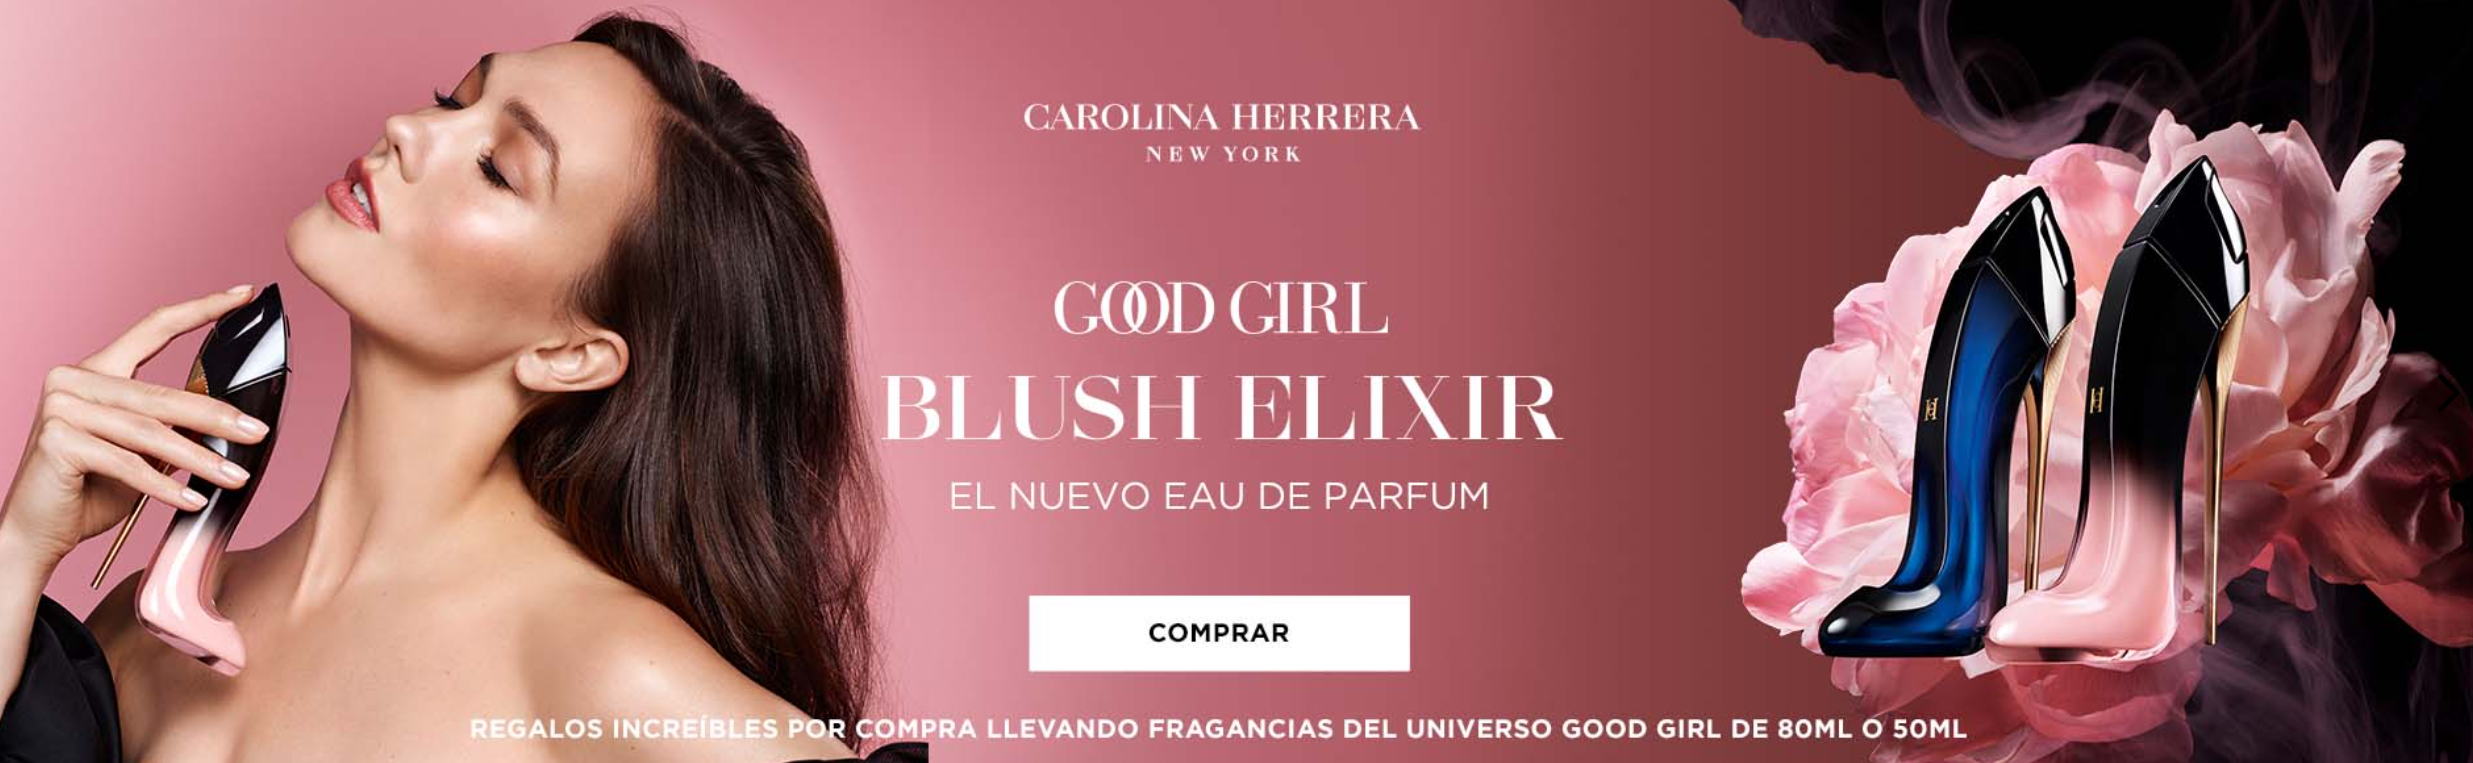 CAROLINA HERRERA
NEW YORK
GOOD GIRL
BLUSH ELIXIR
EL NUEVO EAU DE PARFUM
COMPRAR
REGALOS INCREÍBLES POR COMPRA LLEVANDO FRAGANCIAS DEL UNIVERSO GOOD GIRL DE 80ML O 50ML